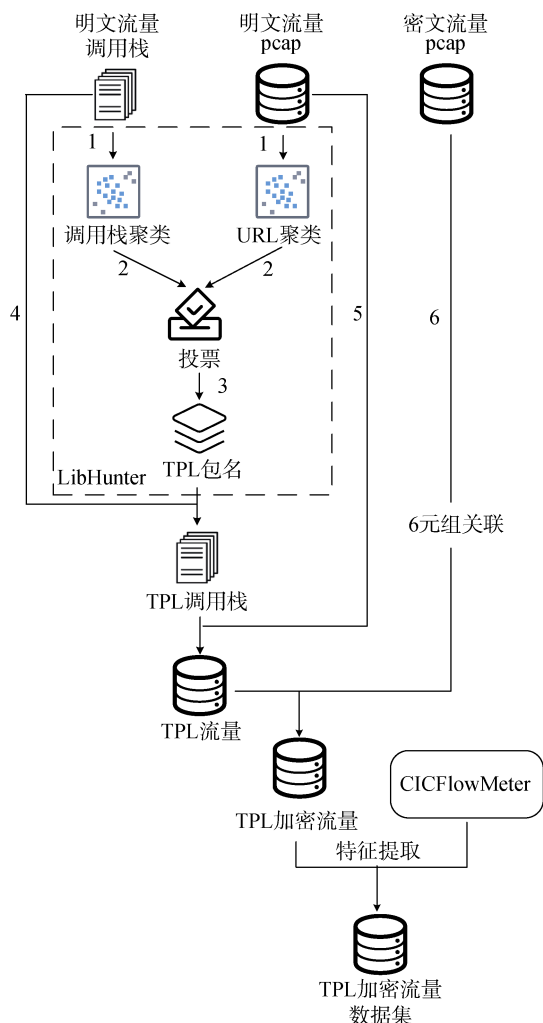 明文流量
调用栈
明文流量
pcap
密文流量
pcap
1
1
调用栈聚类
URL聚类
2
2
4
5
6
投票
3
TPL包名
LibHunter
6元组关联
TPL调用栈
TPL流量
CICFlowMeter
TPL加密流量
特征提取
TPL加密流量
数据集